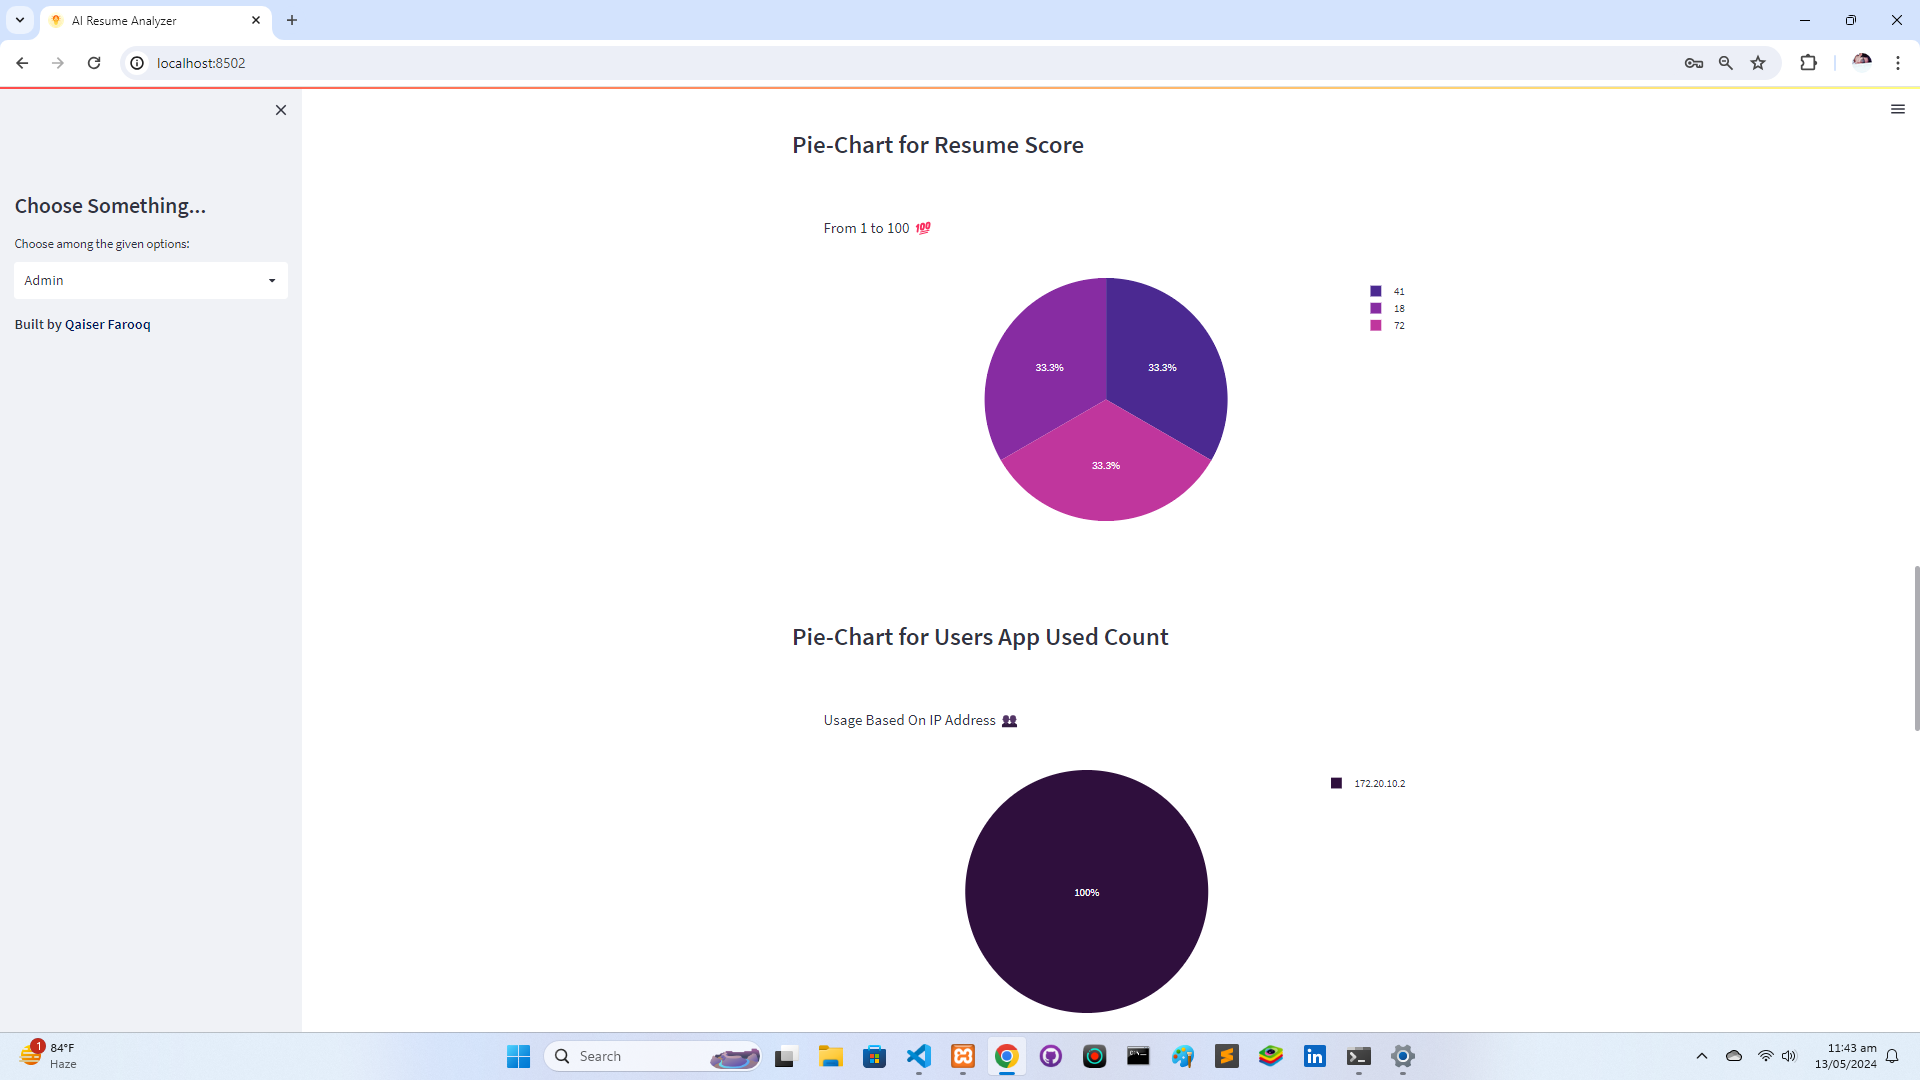 AI Resume Analyzer
localhost:8502
Choose Something...
Choose among the given options:
Admin
Built by Qaiser Farooq
Pie-Chart for Resume Score
From 1 to 100 💯
41
18
72
33.3%
33.3%
33.3%
Pie-Chart for Users App Used Count
Usage Based On IP Address 👥
172.20.10.2
100%
1
84°F
Haze
Search
11:43 am
13/05/2024